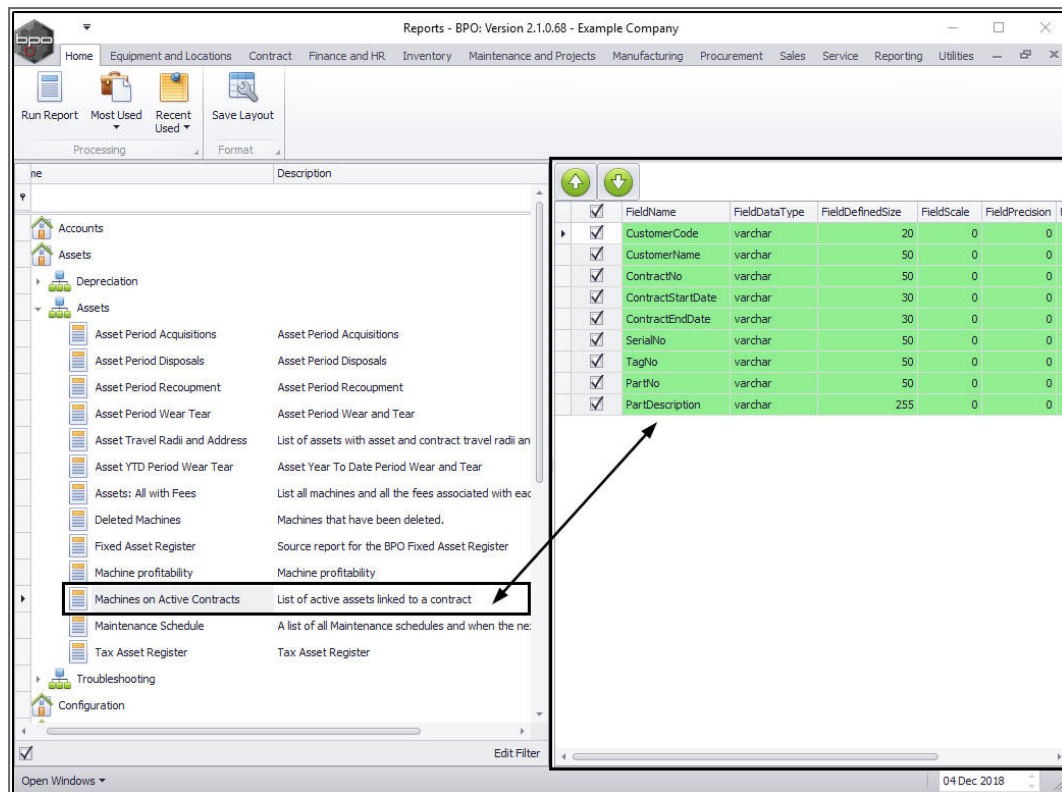 Reports - BPO: Version 2.1.0.68 - Example Company
bpo
Home Equipment and Locations Contract Finance and HR Inventory Maintenance and Projects Manufacturing Procurement Sales Service Reporting Utilities
Run Report Most Used Recent Used Save Layout
Processing Format
me Description
Accounts
Assets
Depreciation
Assets
Asset Period Acquisitions Asset Period Acquisitions
Asset Period Disposals Asset Period Disposals
Asset Period Recoupment Asset Period Recoupment
Asset Period Wear Tear Asset Period Wear and Tear
Asset Travel Radii and Address List of assets with asset and contract travel radii an
Asset YTD Period Wear Tear Asset Year To Date Period Wear and Tear
Assets: All with Fees List all machines and all the fees associated with eac
Deleted Machines Machines that have been deleted.
Fixed Asset Register Source report for the BPO Fixed Asset Register
Machine profitability Machine profitability
Machines on Active Contracts List of active assets linked to a contract
Maintenance Schedule A list of all Maintenance schedules and when the ne
Tax Asset Register Tax Asset Register
Troubleshooting
Configuration
Edit Filter
FieldName FieldDataType FieldDefinedSize FieldScale FieldPrecision
CustomerCode varchar 20 0 0
CustomerName varchar 50 0 0
ContractNo varchar 50 0 0
ContractStartDate varchar 30 0 0
ContractEndDate varchar 30 0 0
SerialNo varchar 50 0 0
TagNo varchar 50 0 0
PartNo varchar 50 0 0
PartDescription varchar 255 0 0
Open Windows 04 Dec 2018